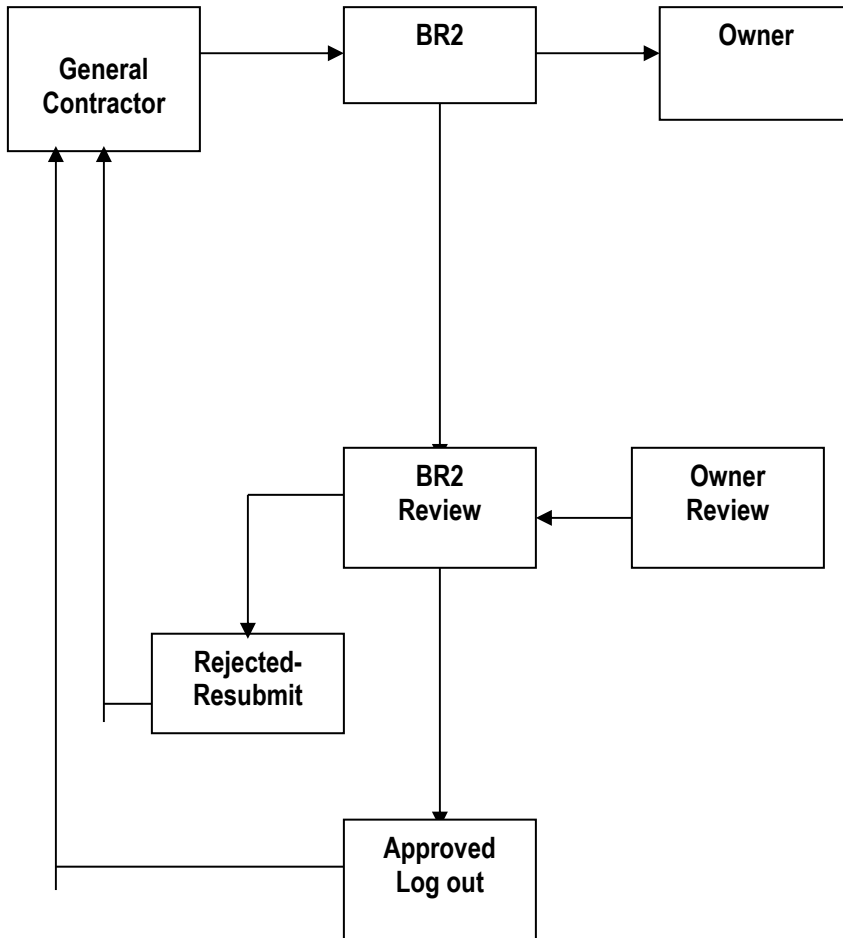 General
Contractor
BR2
Owner
BR2
Review
Owner
Review
Rejected-
Resubmit
Approved
Log out